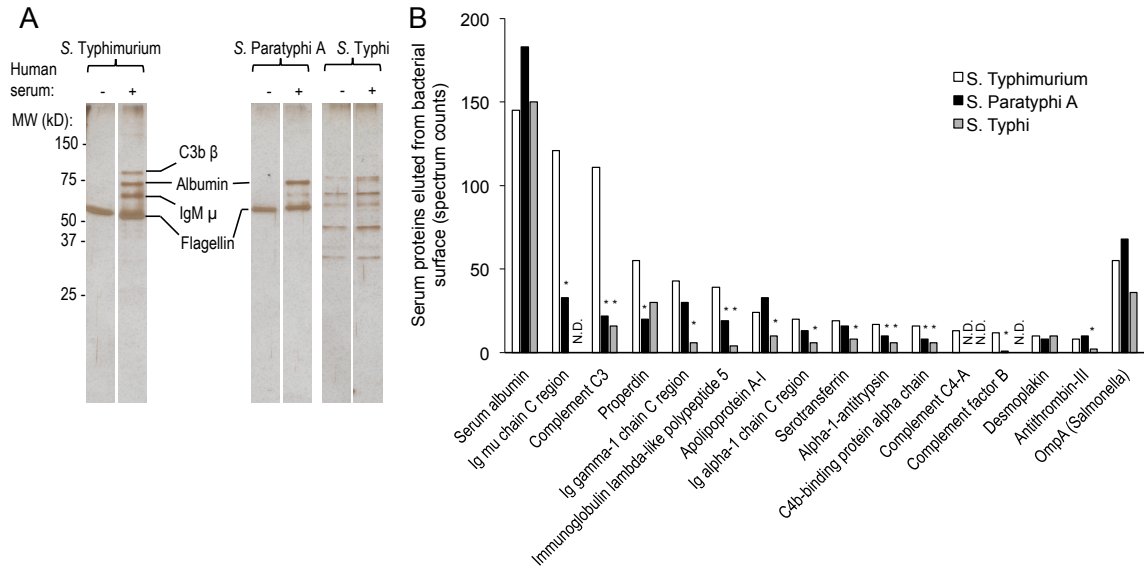 A
S. Typhimurium
S. Paratyphi A
S. Typhi
Human
serum:
- + - + - +
MW (kD):
150 -
75 -
50 -
37 -
25 -
C3b β
Albumin
IgM μ
Flagellin
B
Serum proteins eluted from bacterial
surface (spectrum counts)
200
150
100
50
0
S. Typhimurium
S. Paratyphi A
S. Typhi
*
N.D.
* *
*
*
* *
*
*
*
* *
* *
N.D.
N.D.
*
N.D.
*
Serum albumin
Ig mu chain C region
Complement C3
Properdin
Ig gamma-1 chain C region
Immunoglobulin lambda-like polypeptide 5
Apolipoprotein A-I
Ig alpha-1 chain C region
Serotransferrin
Alpha-1-antitrypsin
C4b-binding protein alpha chain
Complement C4-A
Complement factor B
Desmoplakin
Antithrombin-III
OmpA (Salmonella)